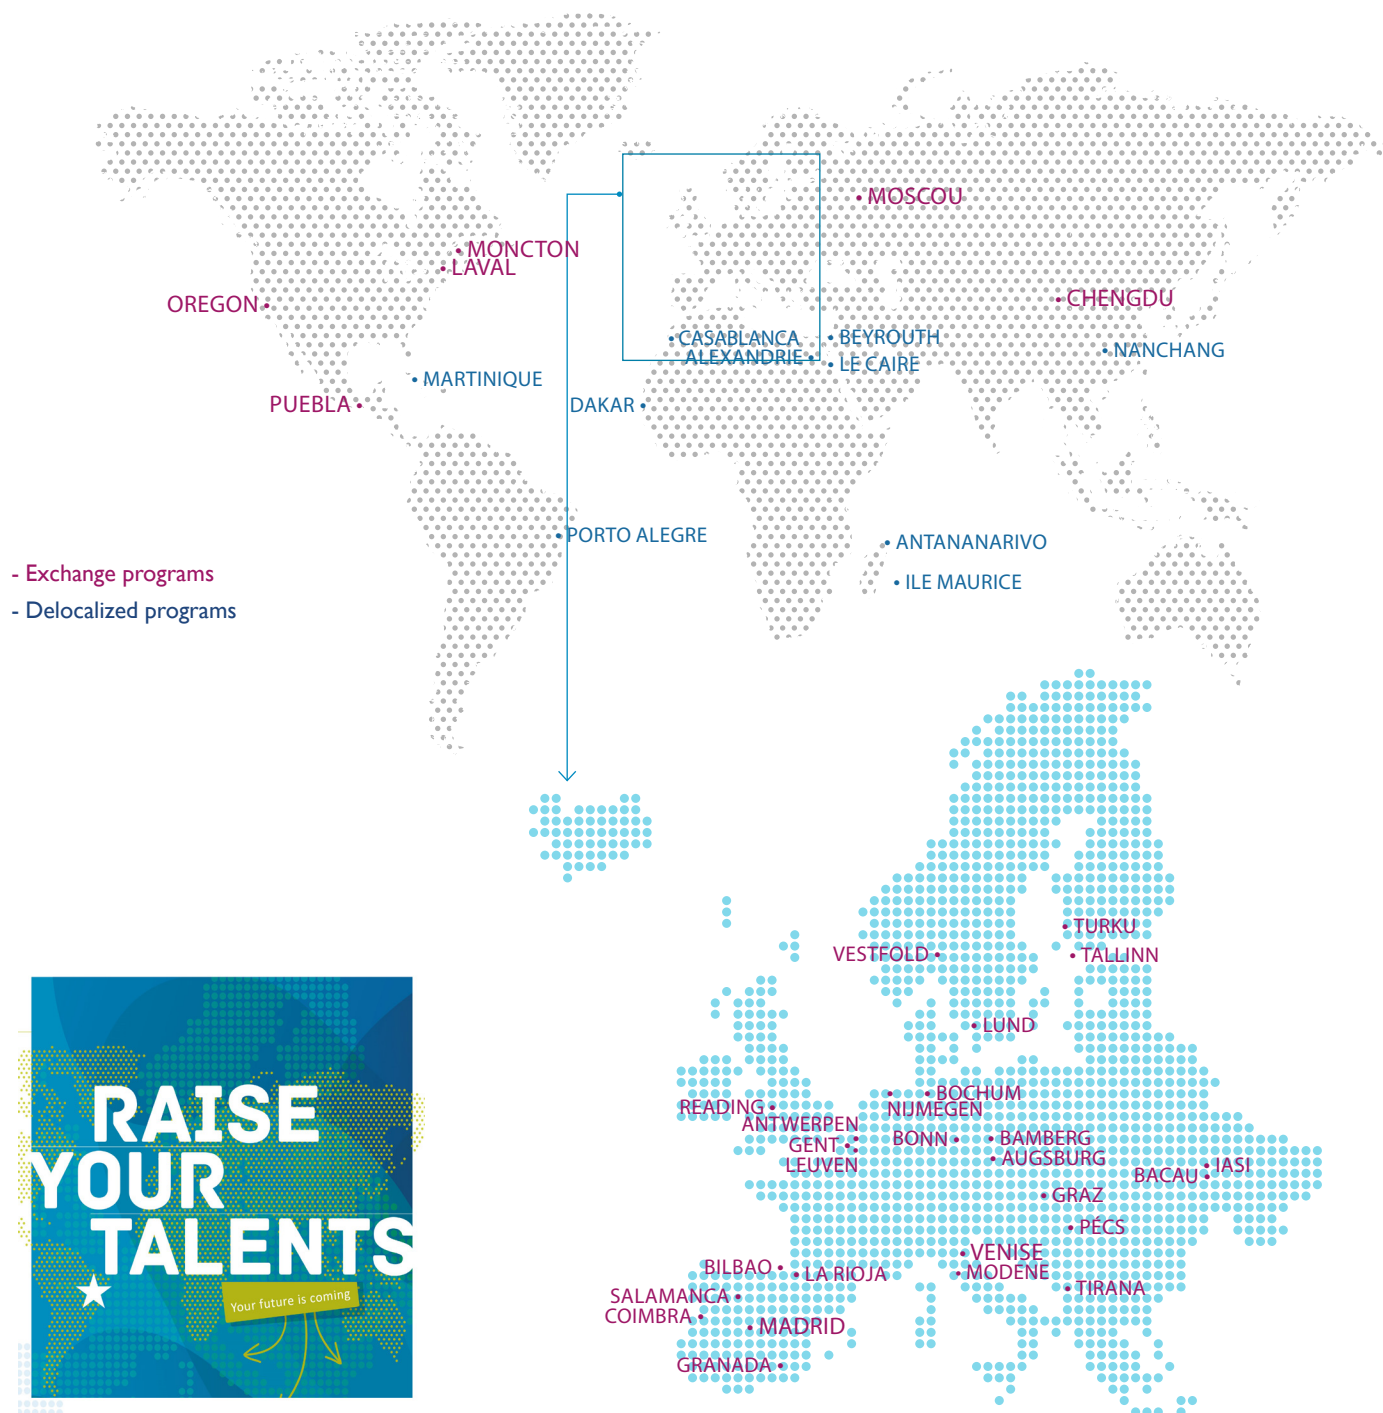 MOSCOU
MONCTON
LAVAL
OREGON
CHENGDU
CASABLANCA
BEYROUTH
ALEXANDRIE
LE CAIRE
NANCHANG
MARTINIQUE
PUEBLA
DAKAR
PORTO ALEGRE
ANTANANARIVO
ILE MAURICE
- Exchange programs
- Delocalized programs
TURKU
VESTFOLD
TALLINN
LUND
BOCHUM
NIJMEGEN
READING
ANTWERPEN
GENT
LEUVEN
BONN
BAMBERG
AUGSBURG
IASI
BACAU
GRAZ
PÉCS
VENISE
MODENE
BILBAO
LA RIOJA
TIRANA
SALAMANCA
COIMBRA
MADRID
GRANADA
RAISE
YOUR
TALENTS
Your future is coming